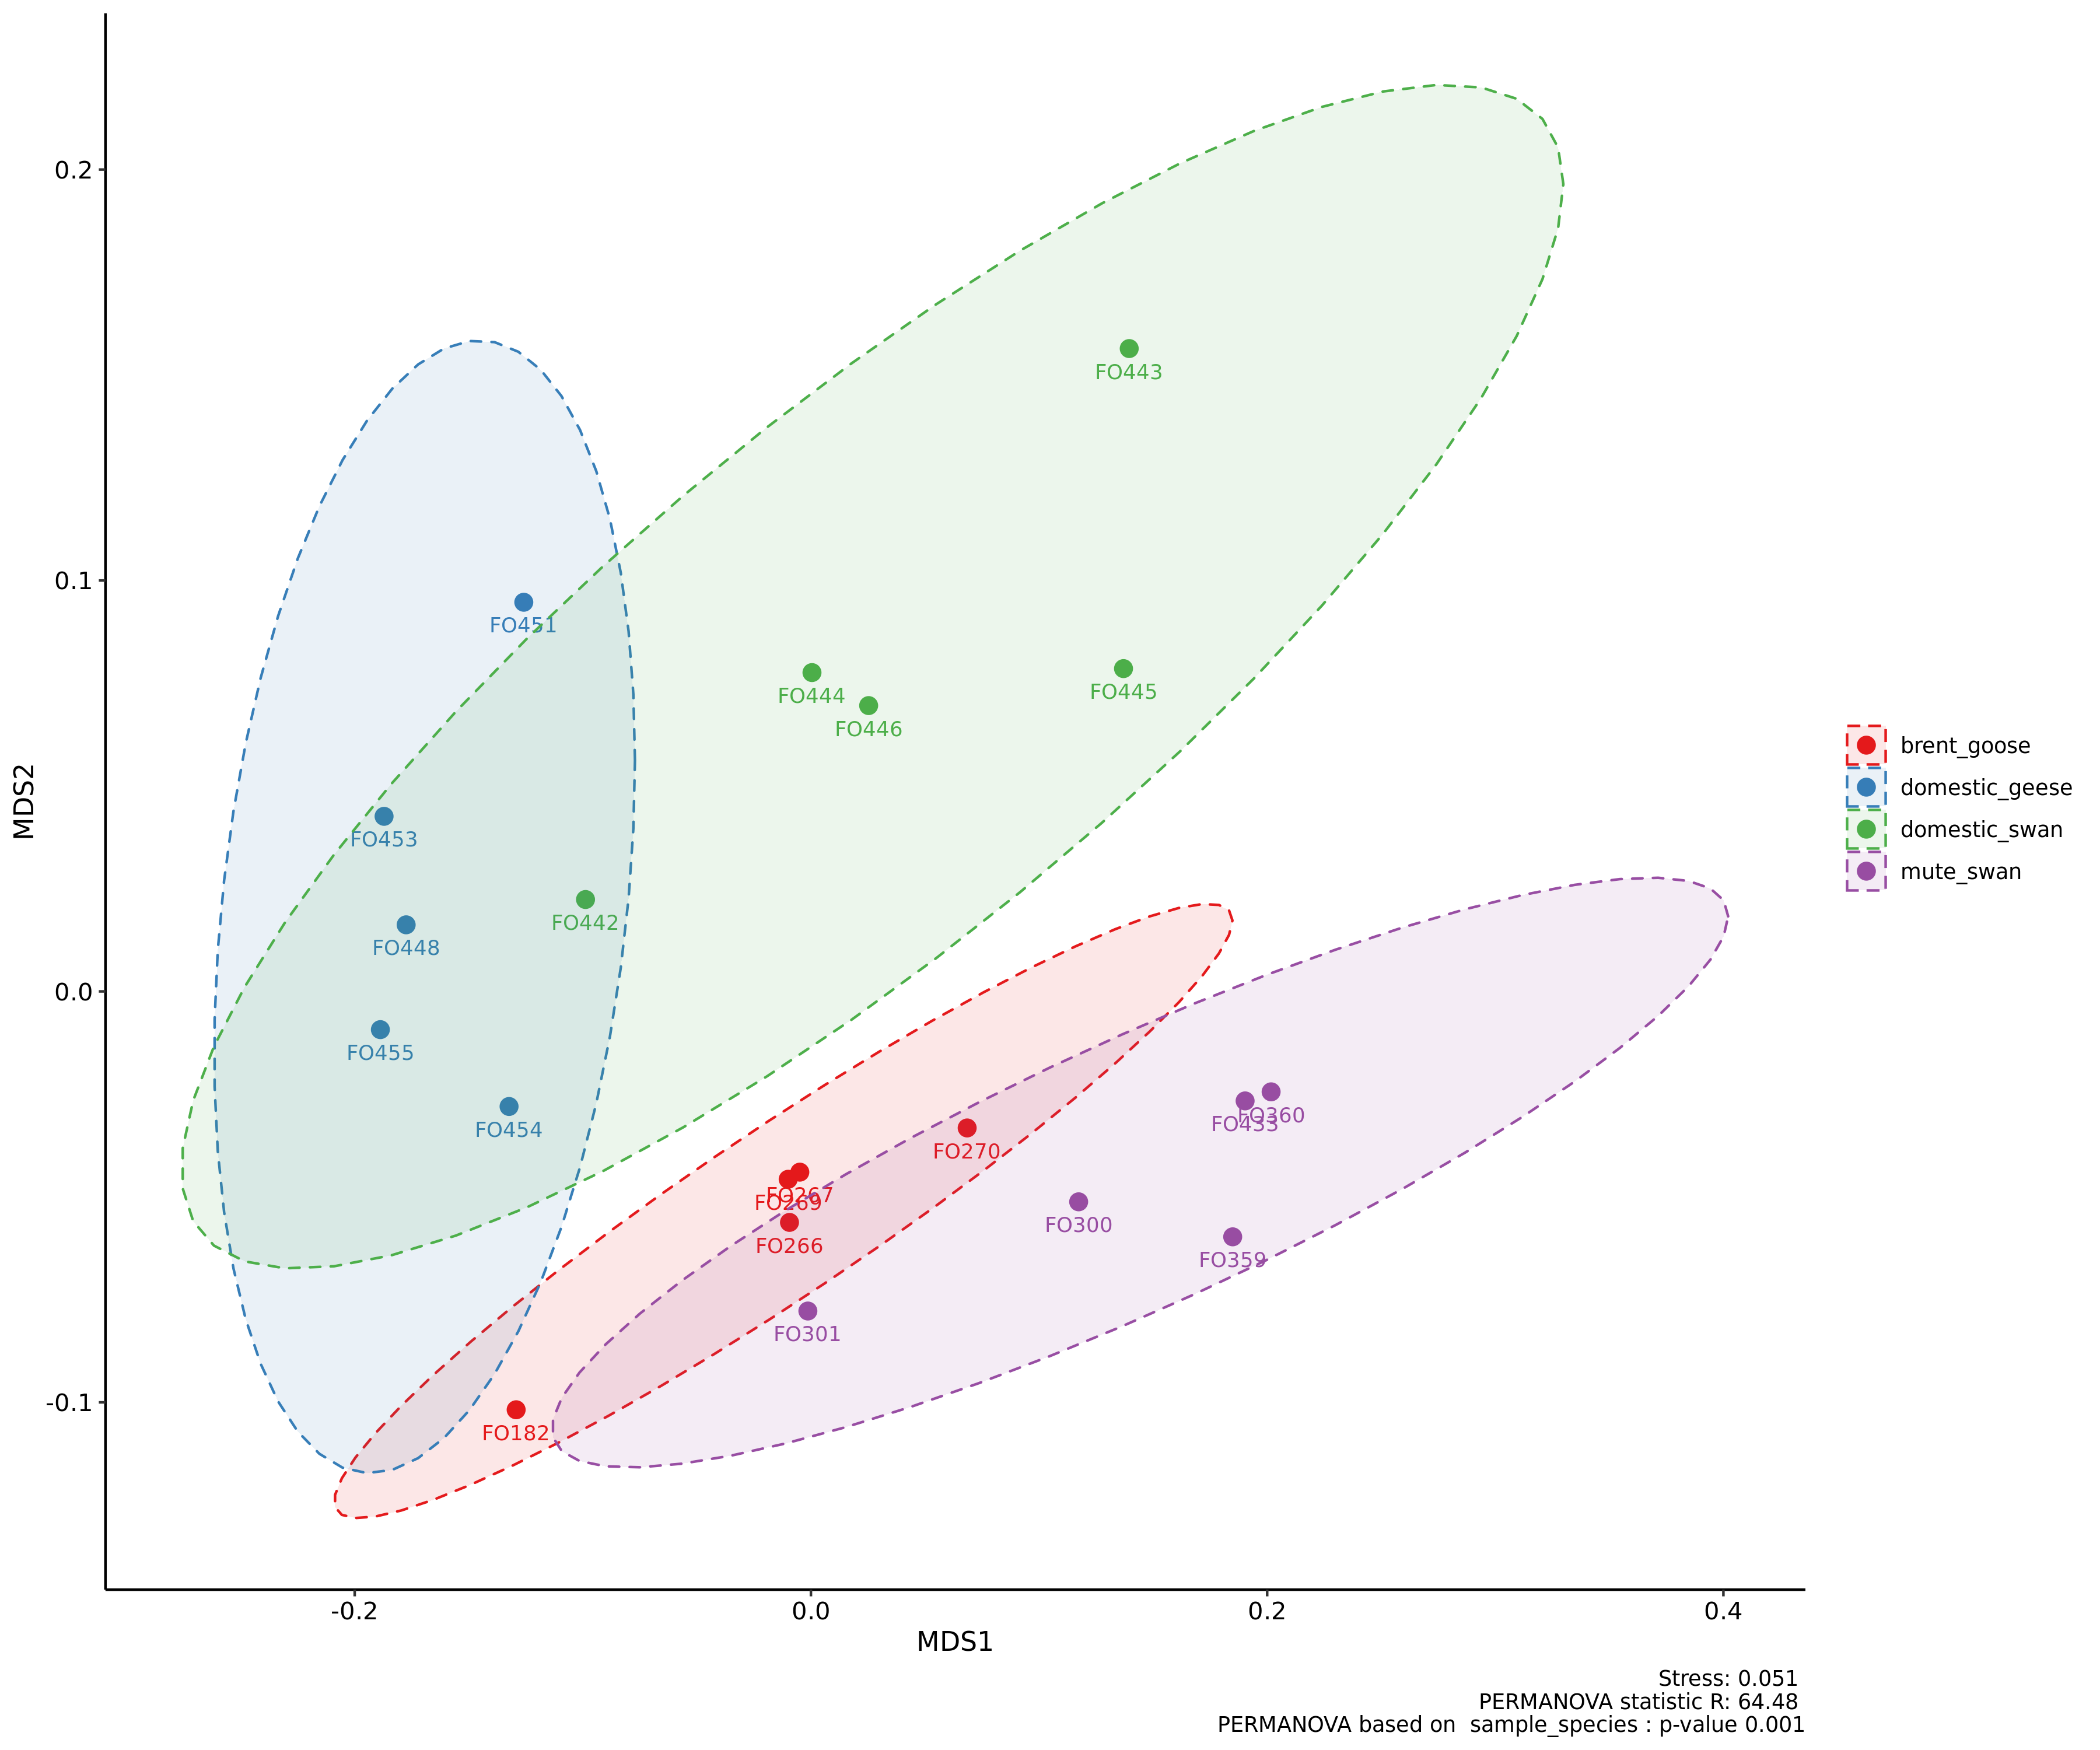 0.2
0.1
0.0
-0.1
MDS2
FO443
FO451
FO444
FO445
FO446
FO453
FO442
FO448
FO455
FO454
FO360
FO433
FO270
FO267
FO269
FO300
FO266
FO359
FO301
FO182
brent_goose
domestic_geese
domestic_swan
mute_swan
-0.2
0.0
0.2
0.4
MDS1
Stress: 0.051
PERMANOVA statistic R: 64.48
PERMANOVA based on  sample_species : p-value 0.001